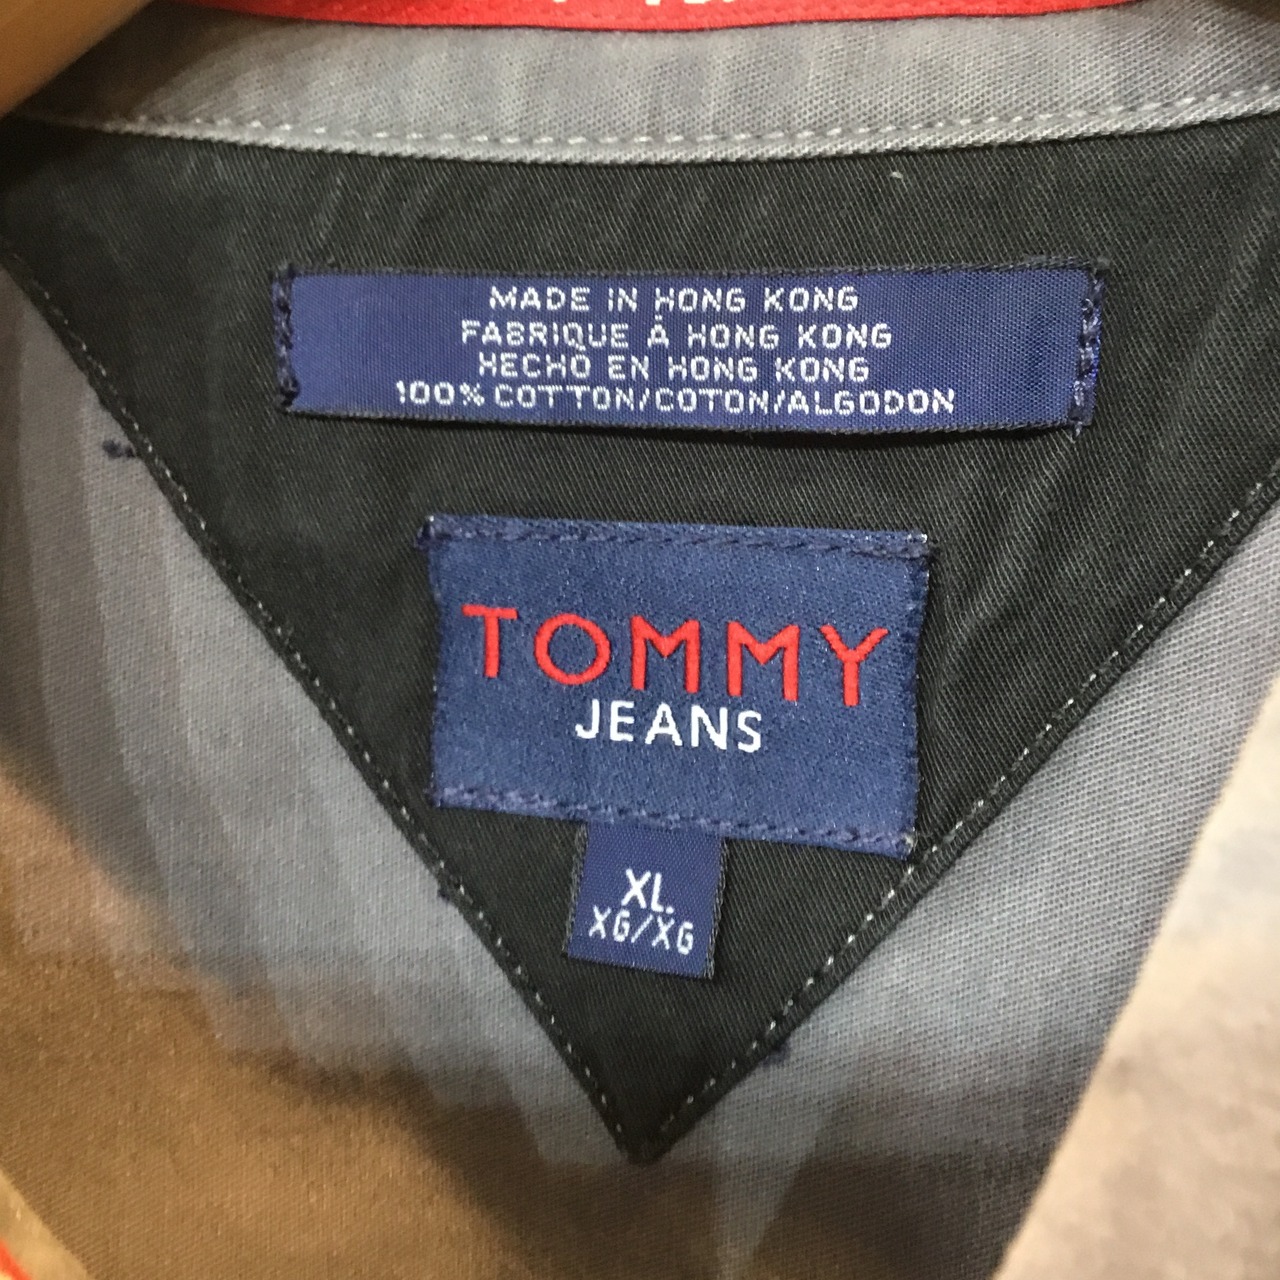 MADE IN HONG KONG
FABRIQUE À HONG KONG
HECHO EN HONG KONG
100% COTTON/COTON/ALGODON
TOMMY
JEANS
XL.
XG/XG